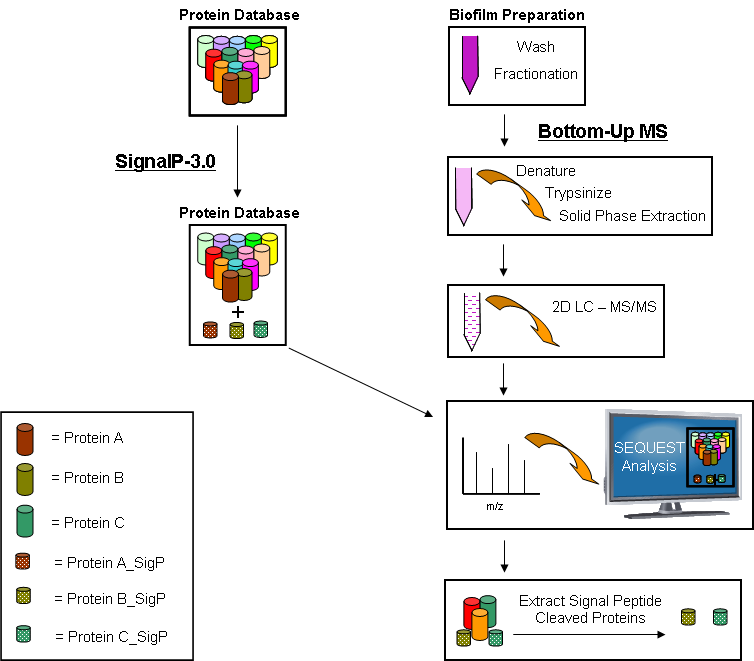 Protein Database
SignalP-3.0
Protein Database
+
Biofilm Preparation
Wash
Fractionation
Bottom-Up MS
Denature
Trypsinize
Solid Phase Extraction
2D LC – MS/MS
SEQUEST
Analysis
m/z
Extract Signal Peptide
Cleaved Proteins
= Protein A
= Protein B
= Protein C
= Protein A_SigP
= Protein B_SigP
= Protein C_SigP